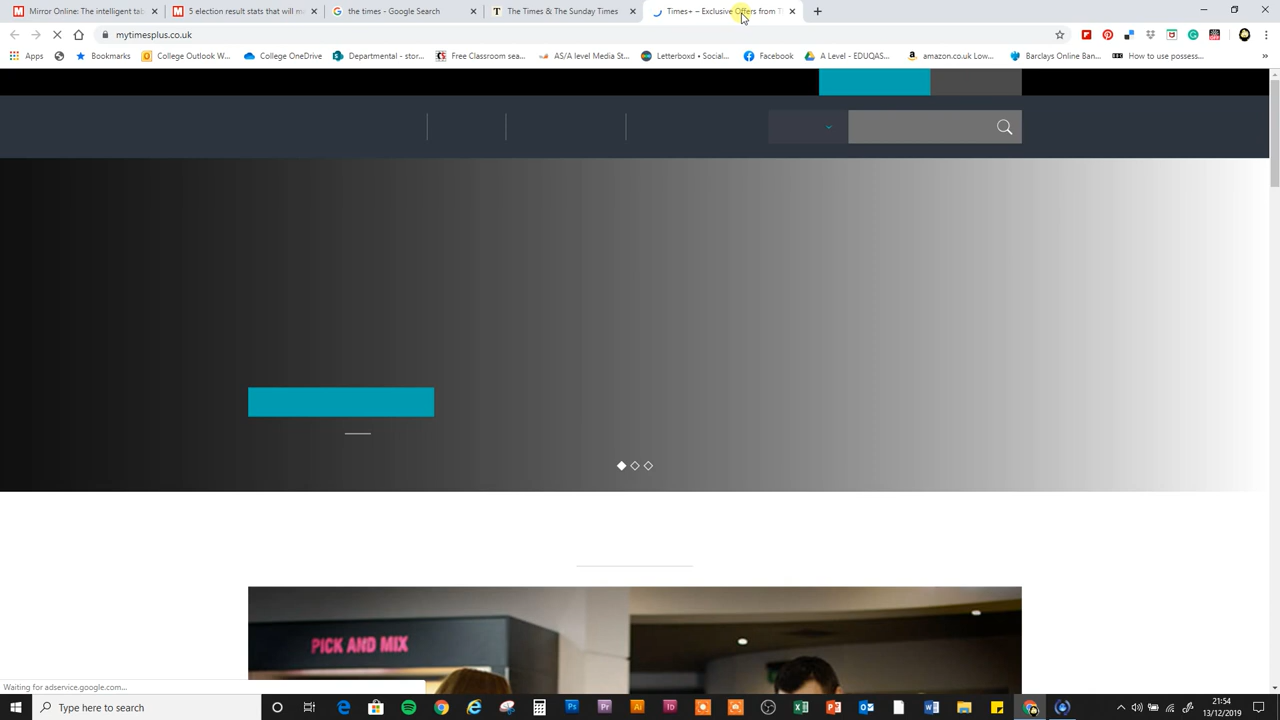 Mirror Online: The intelligent tab
5 election result stats that will m
the times - Google Search
The Times & The Sunday Times
Times+ – Exclusive Offers from T
mytimesplus.co.uk
Apps
Bookmarks
College Outlook W...
College OneDrive
Departmental - stor...
Free Classroom sea...
AS/A level Media St...
Letterboxd • Social...
Facebook
A Level - EDUQAS...
amazon.co.uk Low...
Barclays Online Ban...
How to use possess...
»
PICK AND MIX
Waiting for adservice.google.com...
Type here to search
21:54
13/12/2019